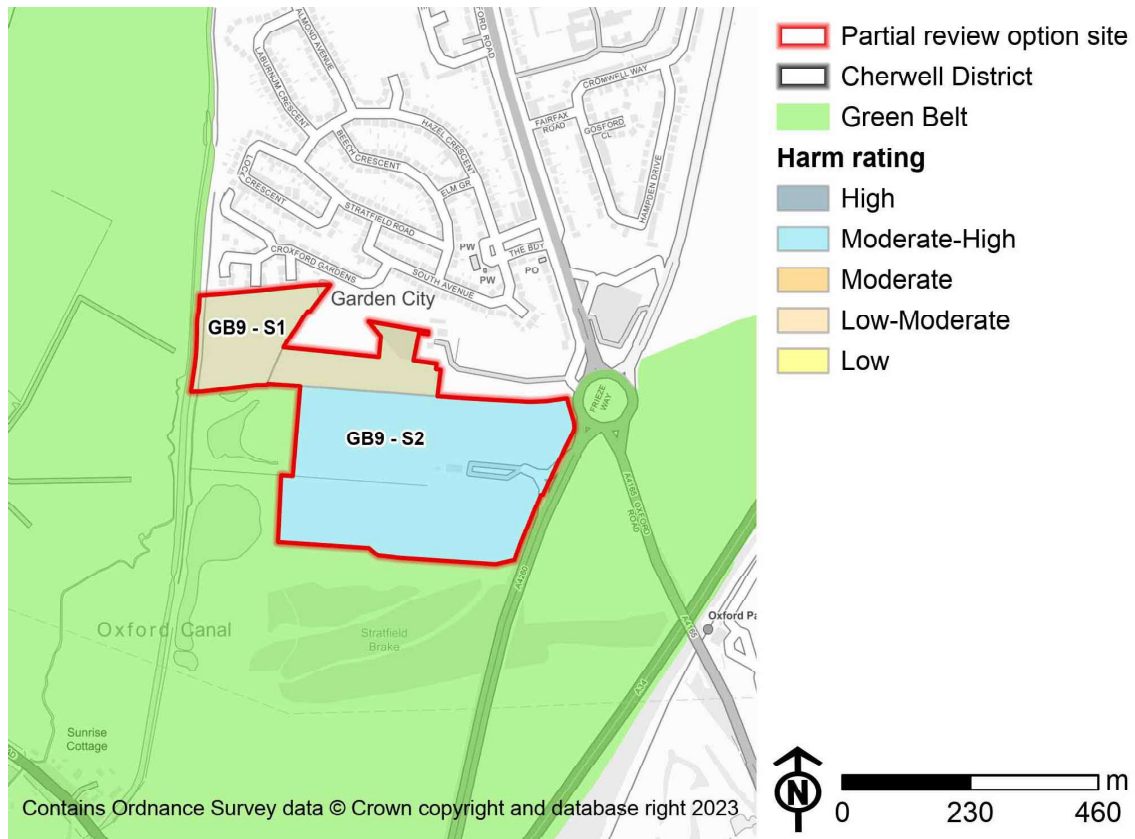 ALMOND AVENUE
LABURNUM CRESCENT
BEECH CRESCENT
HAZEL CRESCENT
ELM GR
CRESCENT
STRATFIELD ROAD
CROXFORD GARDENS
SOUTH AVENUE
PW
PW
THE BDY
PO
ROAD
CROMWELL WAY
FAIRFAX
ROAD
GOSFORD
CL
HAMPDEN DRIVE
Garden City
GB9 - S1
GB9 - S2
FRIEZE
WAY
A4165 OXFORD
ROAD
A4260
A4165
A34
Oxford Pa
Oxford Canal
Stratfield
Brake
Sunrise
Cottage
Contains Ordnance Survey data © Crown copyright and database right 2023
Partial review option site
Cherwell District
Green Belt
Harm rating
High
Moderate-High
Moderate
Low-Moderate
Low
N
m
0 230 460